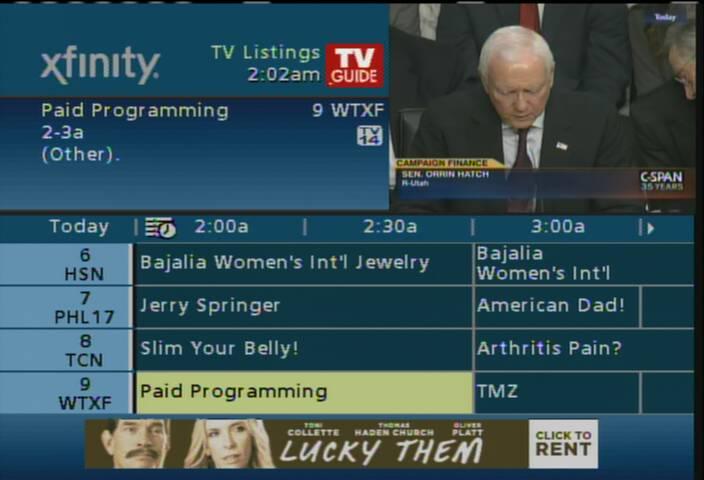 xfinity.
TV Listings
2:02am
TV
GUIDE
Paid Programming
9 WTXF
2-3a
TV
14
(Other).
Today
CAMPAIGN FINANCE
SEN. ORRIN HATCH
R-Utah
C-SPAN
35 YEARS
Today
2:00a
2:30a
3:00a
6
HSN
Bajalia Women's Int'l Jewelry
Bajalia
Women's Int'l
7
PHL17
Jerry Springer
American Dad!
8
TCN
Slim Your Belly!
Arthritis Pain?
9
WTXF
Paid Programming
TMZ
TONI
COLLETTE
THOMAS
HADEN CHURCH
OLIVER
PLATT
LUCKY THEM
CLICK TO
RENT